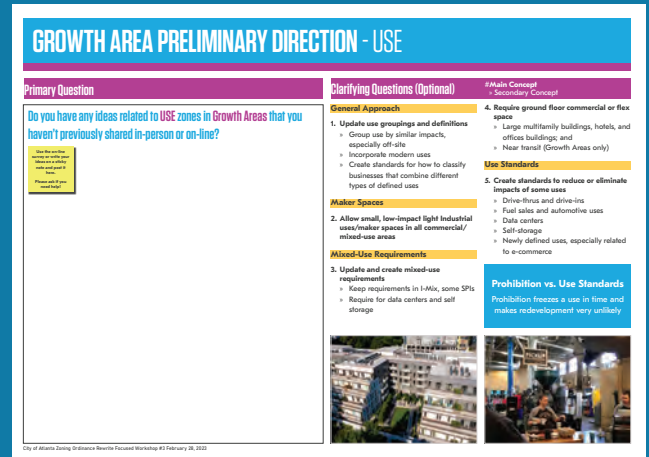 GROWTH AREA PRELIMINARY DIRECTION - USE
Primary Question
Do you have any ideas related to USE zones in Growth Areas that you
haven't previously shared in-person or on-line?
Use the on-line
survey or write your
ideas on a sticky
note and post it
here.
Please ask if you
need help!
Clarifying Questions (Optional)
#Main Concept
» Secondary Concept
General Approach
1. Update use groupings and definitions
» Group use by similar impacts,
especially off-site
» Incorporate modern uses
» Create standards for how to classify
businesses that combine different
types of defined uses
Maker Spaces
2. Allow small, low-impact light Industrial
uses/maker spaces in all commercial/
mixed-use areas
Mixed-Use Requirements
3. Update and create mixed-use
requirements
» Keep requirements in I-Mix, some SPIs
» Require for data centers and self
storage
4. Require ground floor commercial or flex
space
» Large multifamily buildings, hotels, and
offices buildings; and
» Near transit (Growth Areas only)
Use Standards
5. Create standards to reduce or eliminate
impacts of some uses
» Drive-thrus and drive-ins
» Fuel sales and automotive uses
» Data centers
» Self-storage
» Newly defined uses, especially related
to e-commerce
Prohibition vs. Use Standards
Prohibition freezes a use in time and
makes redevelopment very unlikely
City of Atlanta Zoning Ordinance Rewrite Focused Workshop #3 February 28, 2023